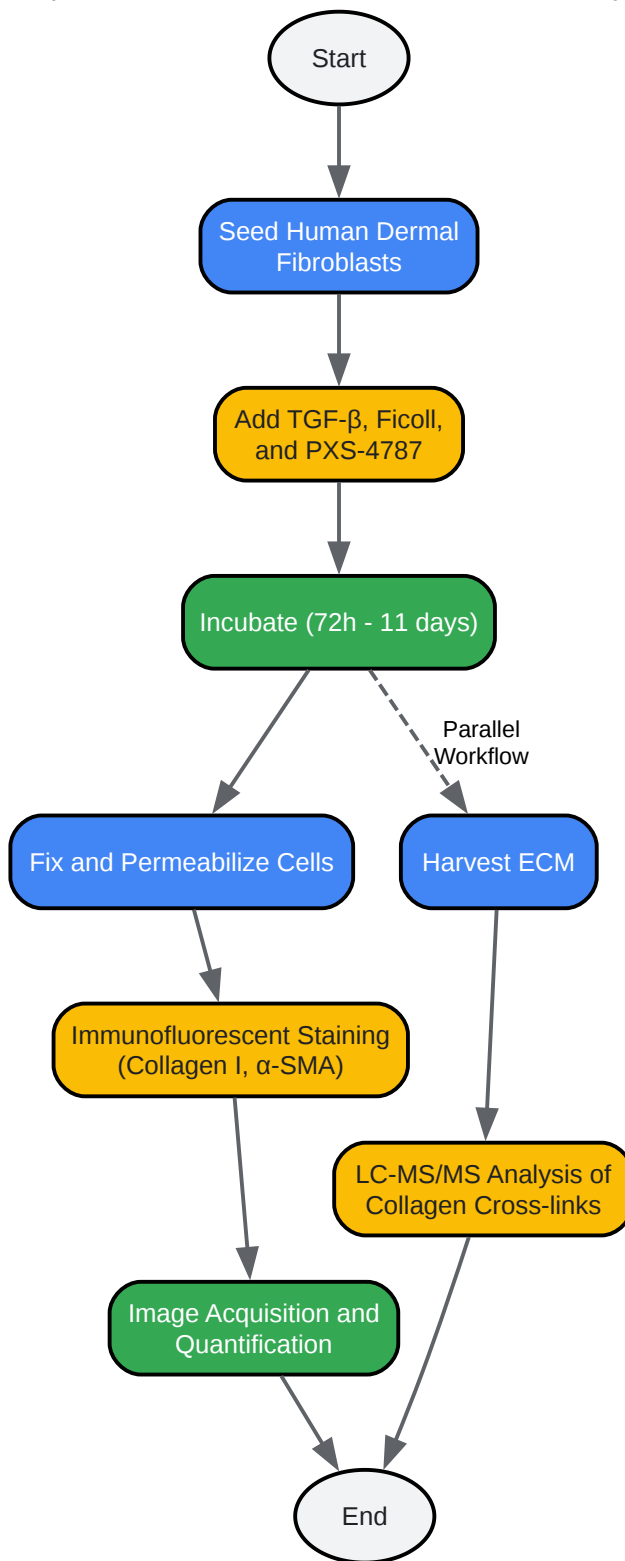 Start
Seed Human Dermal
Fibroblasts
Add TGF-β, Ficoll,
and PXS-4787
Incubate (72h - 11 days)
Parallel
Workflow
Fix and Permeabilize Cells
Harvest ECM
Immunofluorescent Staining
(Collagen I, α-SMA)
LC-MS/MS Analysis of
Collagen Cross-links
Image Acquisition and
Quantification
End